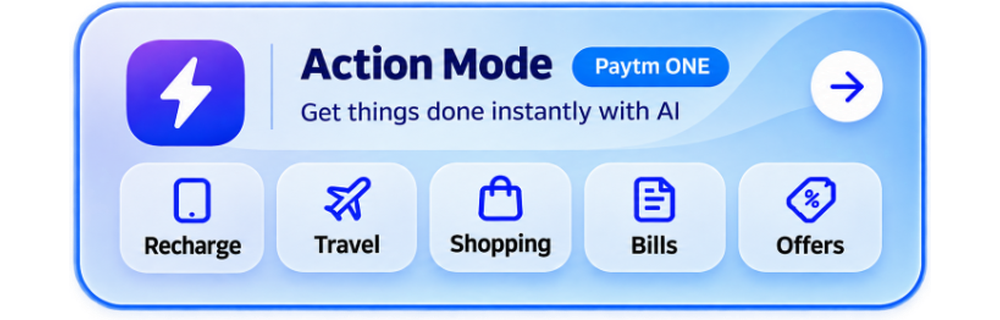 Action Mode Paytm ONE
Get things done instantly with AI
Recharge Travel Shopping Bills Offers